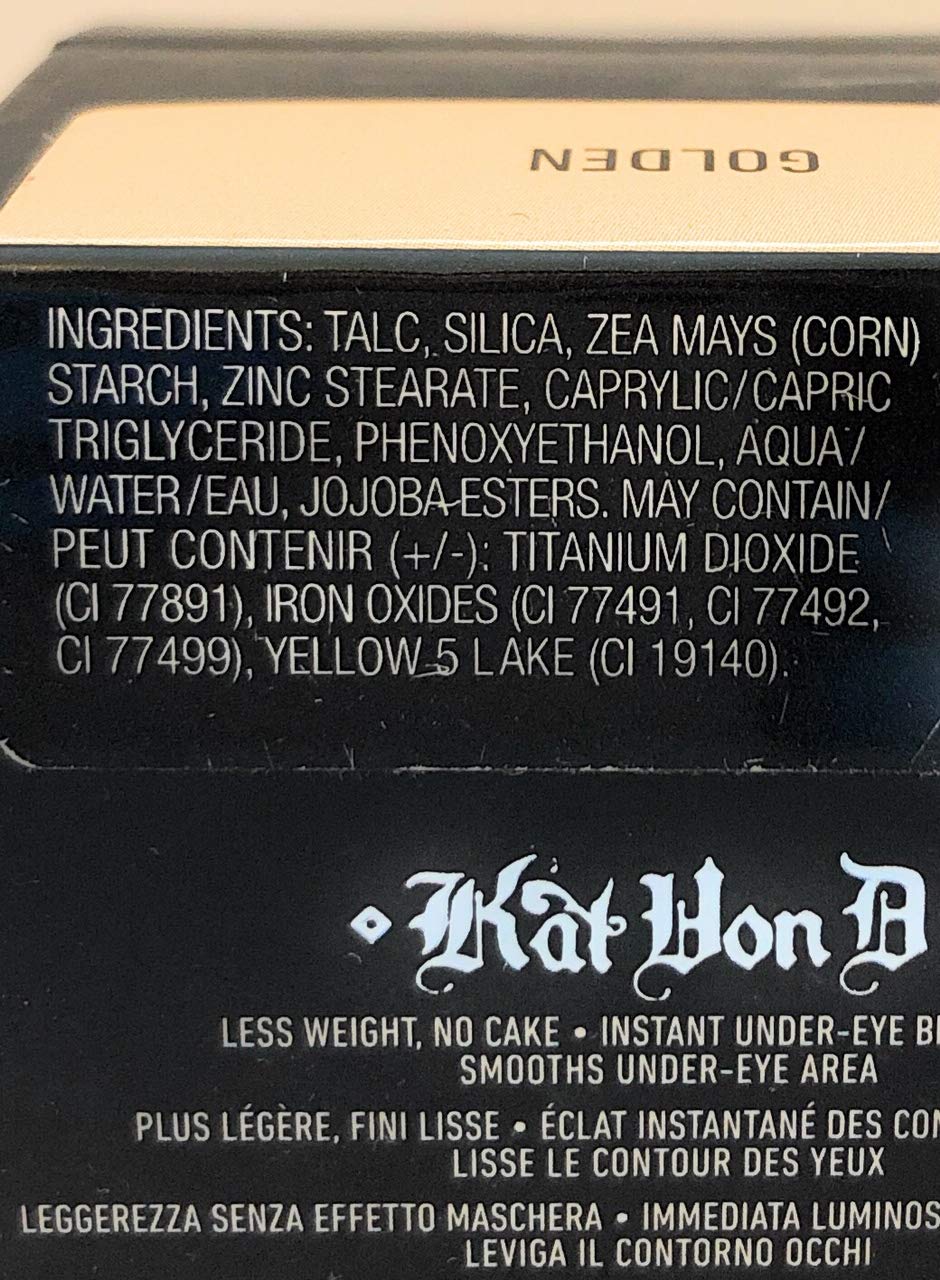 GOLDEN
INGREDIENTS: TALC, SILICA, ZEA MAYS (CORN)
STARCH, ZINC STEARATE, CAPRYLIC/CAPRIC
TRIGLYCERIDE, PHENOXYETHANOL, AQUA/
WATER/EAU, JOJOBA ESTERS. MAY CONTAIN/
PEUT CONTENIR (+/-): TITANIUM DIOXIDE
(CI 77891), IRON OXIDES (CI 77491, CI 77492,
CI 77499), YELLOW 5 LAKE (CI 19140).
Kat Von D
LESS WEIGHT, NO CAKE • INSTANT UNDER-EYE
SMOOTHS UNDER-EYE AREA
PLUS LÉGÈRE, FINI LISSE • ÉCLAT INSTANTANÉ DES
LISSE LE CONTOUR DES YEUX
LEGGEREZZA SENZA EFFETTO MASCHERA • IMMEDIATA
LEVIGA IL CONTORNO OCCHI